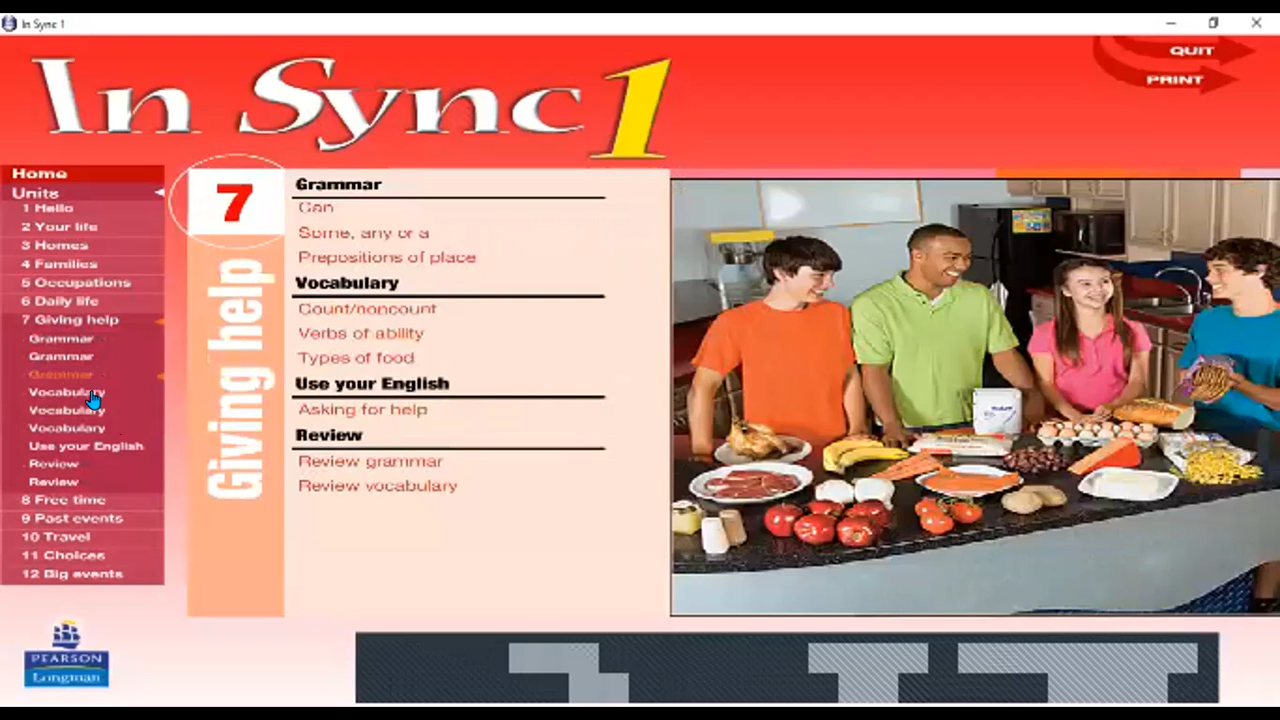 In Sync 1
QUIT
PRINT
In Sync 1
Home
Units
1 Hello
2 Your life
3 Homes
4 Families
5 Occupations
6 Daily life
7 Giving help
Grammar
Grammar
Grammar
Vocabulary
Vocabulary
Vocabulary
Use your English
Review
Review
8 Free time
9 Past events
10 Travel
11 Choices
12 Big events
PEARSON
Longman
7
Giving help
Grammar
Can
Some, any or a
Prepositions of place
Vocabulary
Count/noncount
Verbs of ability
Types of food
Use your English
Asking for help
Review
Review grammar
Review vocabulary